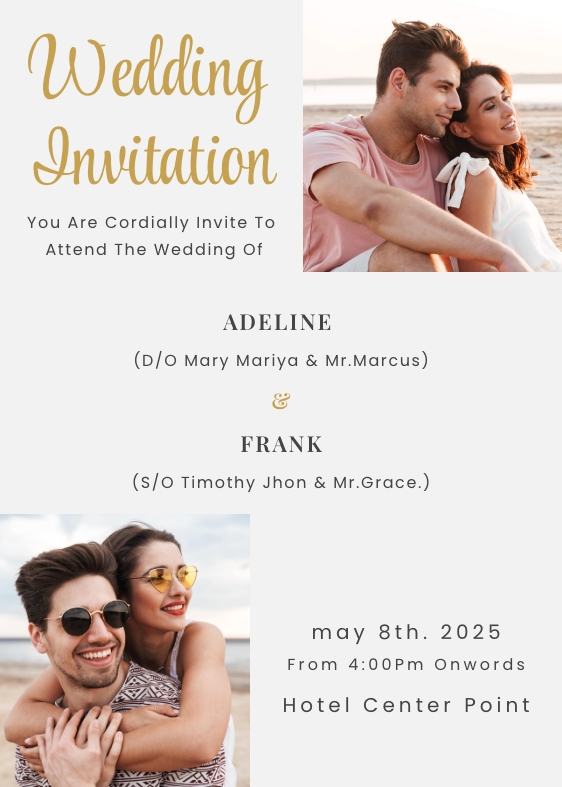 Wedding
Invitation
You Are Cordially Invite To
Attend The Wedding Of
ADELINE
(D/O Mary Mariya & Mr.Marcus)
&
FRANK
(S/O Timothy Jhon & Mr.Grace.)
may 8th. 2025
From 4:00Pm Onwords
Hotel Center Point